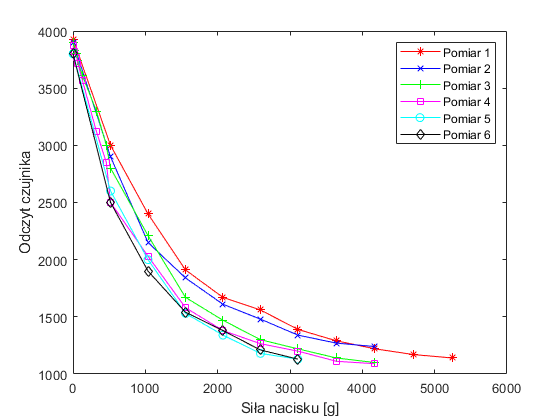 4000
3500
3000
2500
2000
1500
1000
0
1000
2000
3000
4000
5000
6000
Odczyt czujnika
Siła nacisku [g]
Pomiar 1
Pomiar 2
Pomiar 3
Pomiar 4
Pomiar 5
Pomiar 6